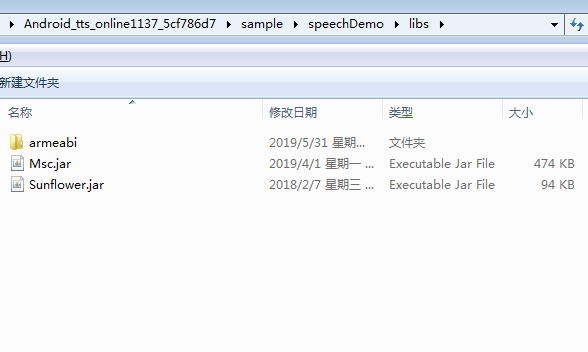 Android_tts_online1137_5cf786d7 sample speechDemo libs
H)
新建文件夹
名称 修改日期 类型 大小
armeabi 2019/5/31 星期... 文件夹
Msc.jar 2019/4/1 星期一 ... Executable Jar File 474 KB
Sunflower.jar 2018/2/7 星期三 ... Executable Jar File 94 KB